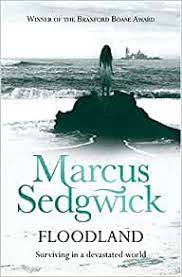 WINNER OF THE BRANFORD BOASE AWARD
MARCUS
SEDGWICK
FLOODLAND
Surviving in a devastated world